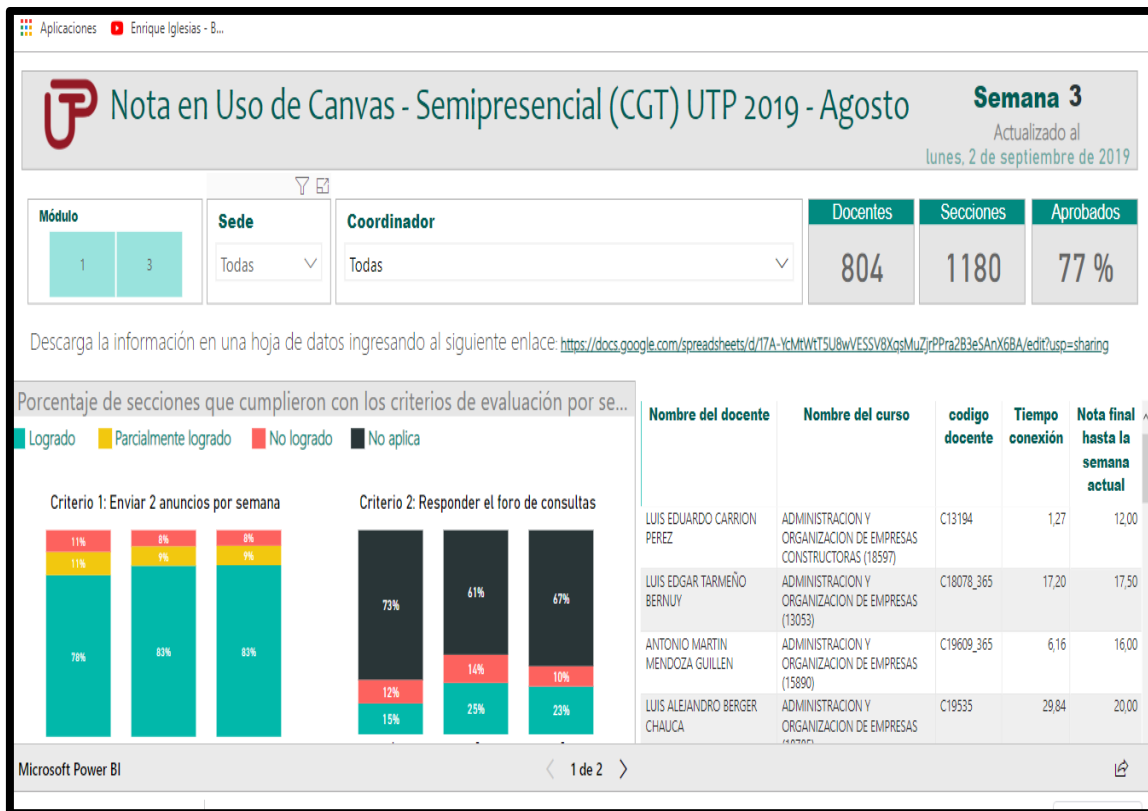 Aplicaciones Enrique Iglesias - B...
UTP Nota en Uso de Canvas - Semipresencial (CGT) UTP 2019 - Agosto
Semana 3
Actualizado al
lunes, 2 de septiembre de 2019
Módulo
1 3
Sede
Todas
Coordinador
Todas
Docentes
804
Secciones
1180
Aprobados
77 %
Descarga la información en una hoja de datos ingresando al siguiente enlace: https://docs.google.com/spreadsheets/d/17A-YcMtWtT5U8wVESSV8XqsMuZjrPPra2B3eSAnX6BA/edit?usp=sharing
Porcentaje de secciones que cumplieron con los criterios de evaluación por se...
Logrado Parcialmente logrado No logrado No aplica
Criterio 1: Enviar 2 anuncios por semana
11% 8% 8%
11% 9% 9%
78% 83% 83%
Criterio 2: Responder el foro de consultas
73% 61% 67%
12% 14% 10%
15% 25% 23%
Nombre del docente Nombre del curso codigo docente Tiempo conexión Nota final hasta la semana actual
LUIS EDUARDO CARRION PEREZ ADMINISTRACION Y ORGANIZACION DE EMPRESAS CONSTRUCTORAS (18597) C13194 1,27 12,00
LUIS EDGAR TARMEÑO BERNUY ADMINISTRACION Y ORGANIZACION DE EMPRESAS (13053) C18078_365 17,20 17,50
ANTONIO MARTIN MENDOZA GUILLEN ADMINISTRACION Y ORGANIZACION DE EMPRESAS (15890) C19609_365 6,16 16,00
LUIS ALEJANDRO BERGER CHAUCA ADMINISTRACION Y ORGANIZACION DE EMPRESAS C19535 29,84 20,00
Microsoft Power BI
1 de 2